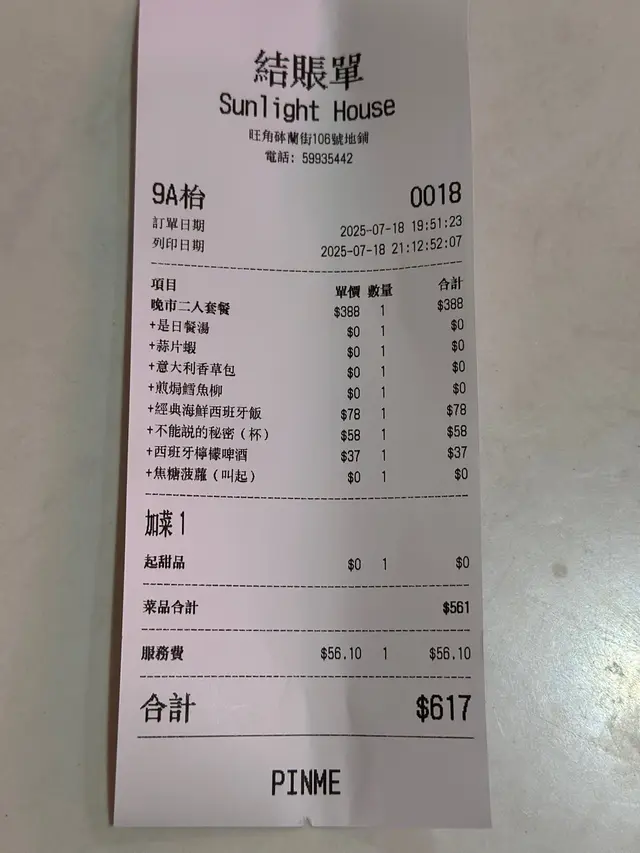 結賬單
Sunlight House
旺角砵蘭街106號地鋪
電話: 59935442
9A枱 0018
訂單日期 2025-07-18 19:51:23
列印日期 2025-07-18 21:12:52:07
項目 單價 數量 合計
晚市二人套餐 $388 1 $388
+是日餐湯 $0 1 $0
+蒜片蝦 $0 1 $0
+意大利香草包 $0 1 $0
+煎焗鱈魚柳 $0 1 $0
+經典海鮮西班牙飯 $78 1 $78
+不能説的秘密（杯） $58 1 $58
+西班牙檸檬啤酒 $37 1 $37
+焦糖菠蘿（叫起） $0 1 $0
加菜 1
起甜品 $0 1 $0
菜品合計 $561
服務費 $56.10 1 $56.10
合計 $617
PINME